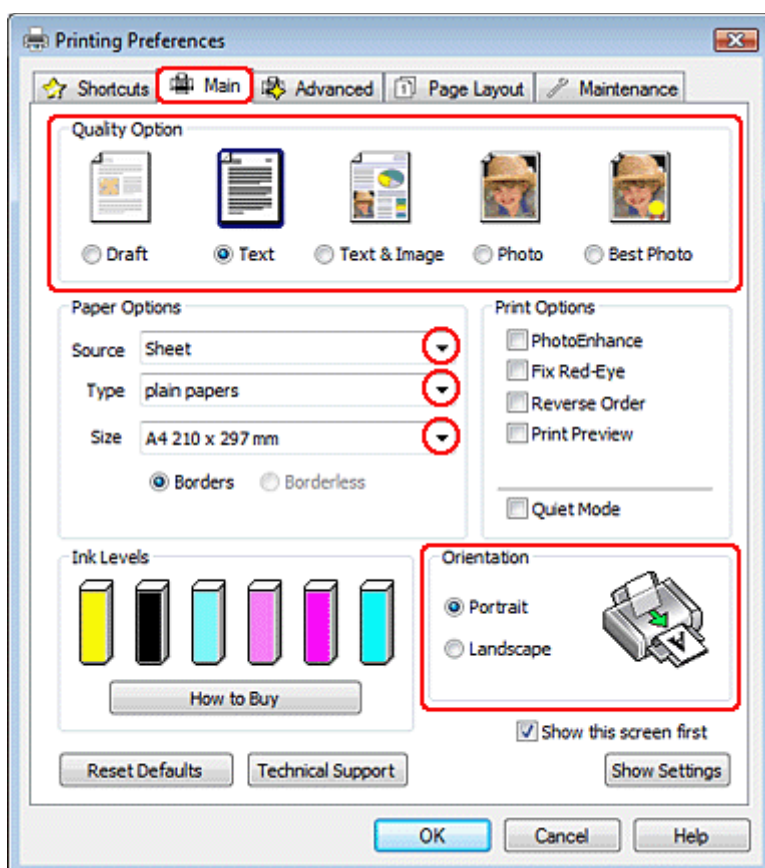 Printing Preferences
Shortcuts Main Advanced Page Layout Maintenance
Quality Option
Draft Text Text & Image Photo Best Photo
Paper Options
Source Sheet
Type plain papers
Size A4 210 x 297 mm
Borders Borderless
Print Options
PhotoEnhance
Fix Red-Eye
Reverse Order
Print Preview
Quiet Mode
Ink Levels
How to Buy
Orientation
Portrait
Landscape
A
Show this screen first
Reset Defaults Technical Support Show Settings
OK Cancel Help